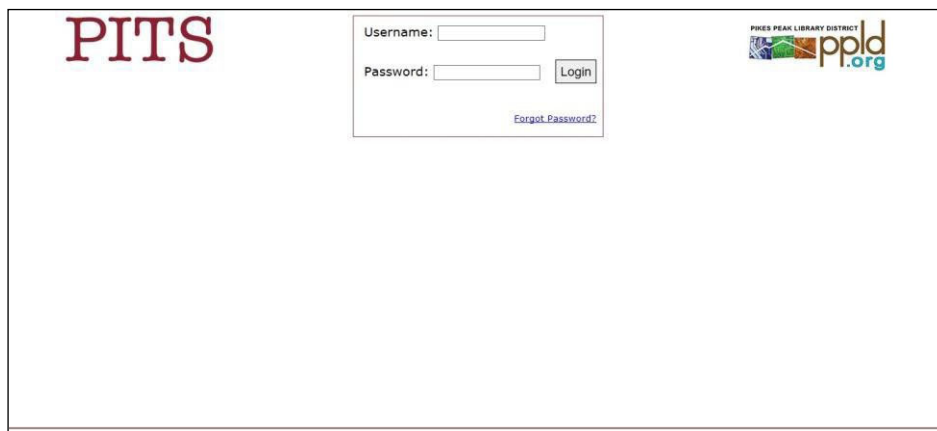 PITS
Username:
Password:
Login
Forgot Password?
PIKES PEAK LIBRARY DISTRICT
ppld
.org